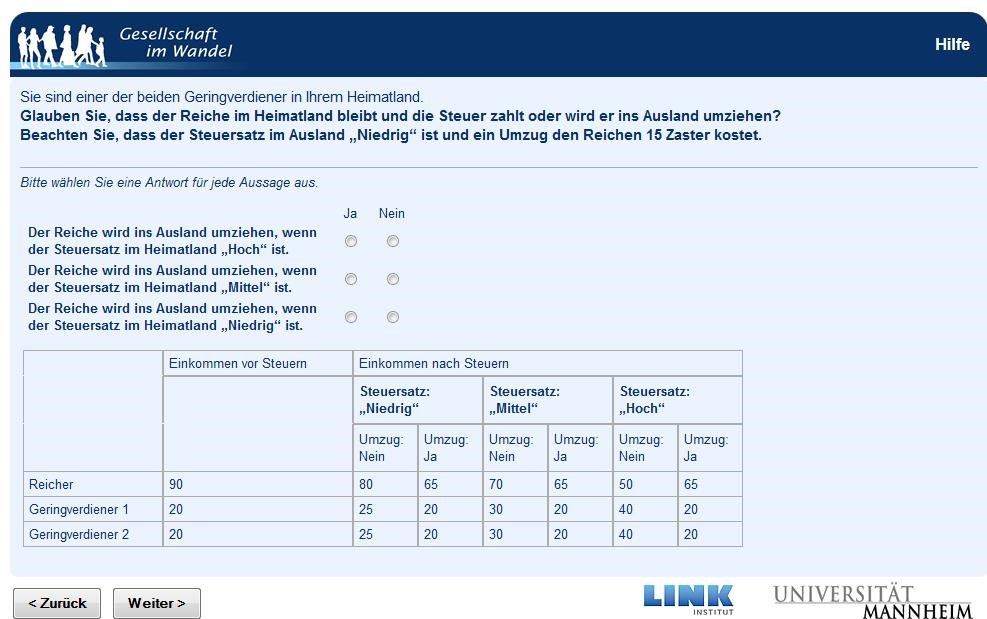 Gesellschaft
im Wandel
Hilfe
Sie sind einer der beiden Geringverdiener in Ihrem Heimatland.
Glauben Sie, dass der Reiche im Heimatland bleibt und die Steuer zahlt oder wird er ins Ausland umziehen?
Beachten Sie, dass der Steuersatz im Ausland „Niedrig“ ist und ein Umzug den Reichen 15 Zaster kostet.
Bitte wählen Sie eine Antwort für jede Aussage aus.
Ja Nein
Der Reiche wird ins Ausland umziehen, wenn
der Steuersatz im Heimatland „Hoch“ ist.
Der Reiche wird ins Ausland umziehen, wenn
der Steuersatz im Heimatland „Mittel“ ist.
Der Reiche wird ins Ausland umziehen, wenn
der Steuersatz im Heimatland „Niedrig“ ist.
Einkommen vor Steuern Einkommen nach Steuern
Steuersatz: Steuersatz: Steuersatz:
„Niedrig“ „Mittel“ „Hoch“
Umzug: Umzug: Umzug: Umzug: Umzug: Umzug:
Nein Ja Nein Ja Nein Ja
Reicher 90 80 65 70 65 50 65
Geringverdiener 1 20 25 20 30 20 40 20
Geringverdiener 2 20 25 20 30 20 40 20
< Zurück Weiter >
LINK
INSTITUT
UNIVERSITÄT
MANNHEIM